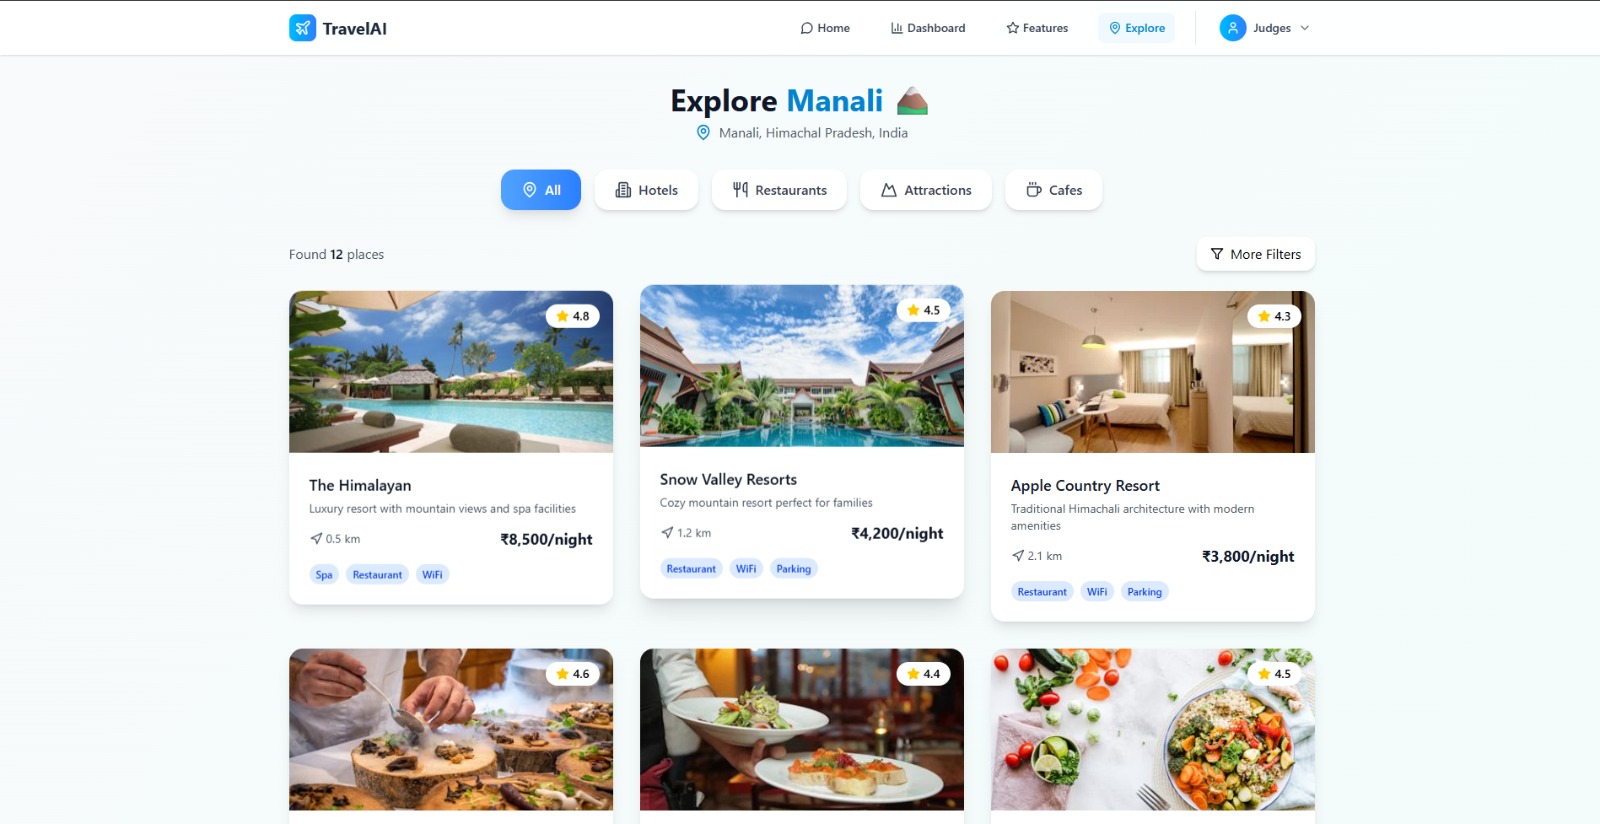 TravelAI
Home
Dashboard
Features
Explore
Judges
Explore Manali
Manali, Himachal Pradesh, India
All
Hotels
Restaurants
Attractions
Cafes
Found 12 places
More Filters
4.8
The Himalayan
Luxury resort with mountain views and spa facilities
0.5 km
₹8,500/night
Spa
Restaurant
WiFi
4.5
Snow Valley Resorts
Cozy mountain resort perfect for families
1.2 km
₹4,200/night
Restaurant
WiFi
Parking
4.3
Apple Country Resort
Traditional Himachali architecture with modern
amenities
2.1 km
₹3,800/night
Restaurant
WiFi
Parking
4.6
4.4
4.5